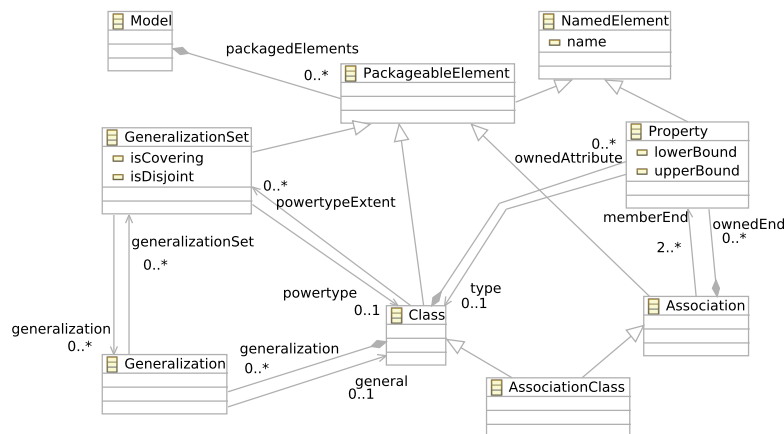 Model
NamedElement
name
packagedElements
0..*
PackageableElement
GeneralizationSet
isCovering
isDisjoint
Property
lowerBound
upperBound
0..*
ownedAttribute
0..*
powertypeExtent
memberEnd
2..*
ownedEnd
0..*
generalizationSet
0..*
powertype
0..1
type
0..1
Class
Association
generalization
0..*
Generalization
generalization
0..*
general
0..1
AssociationClass